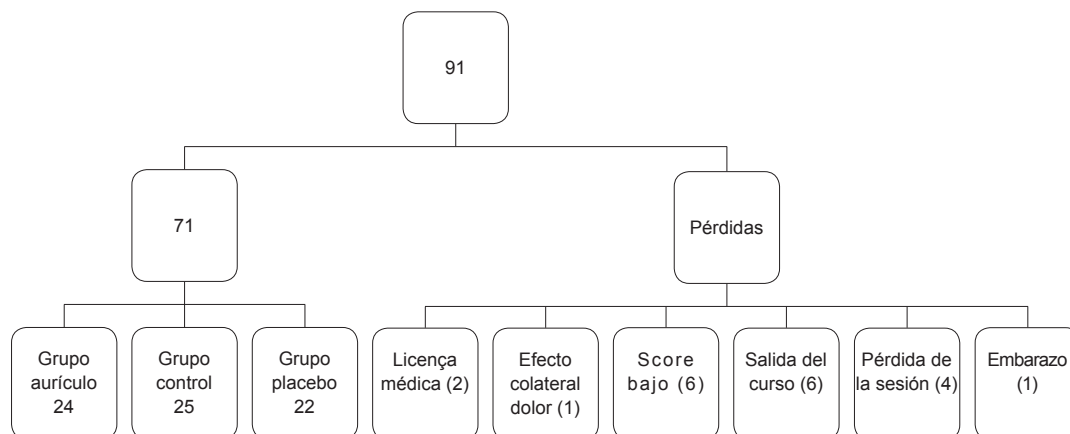 91
71
Pérdidas
Grupo
aurículo
24
Grupo
control
25
Grupo
placebo
22
Licença
médica (2)
Efecto
colateral
dolor (1)
Score
bajo (6)
Salida del
curso (6)
Pérdida de
la sesión (4)
Embarazo
(1)